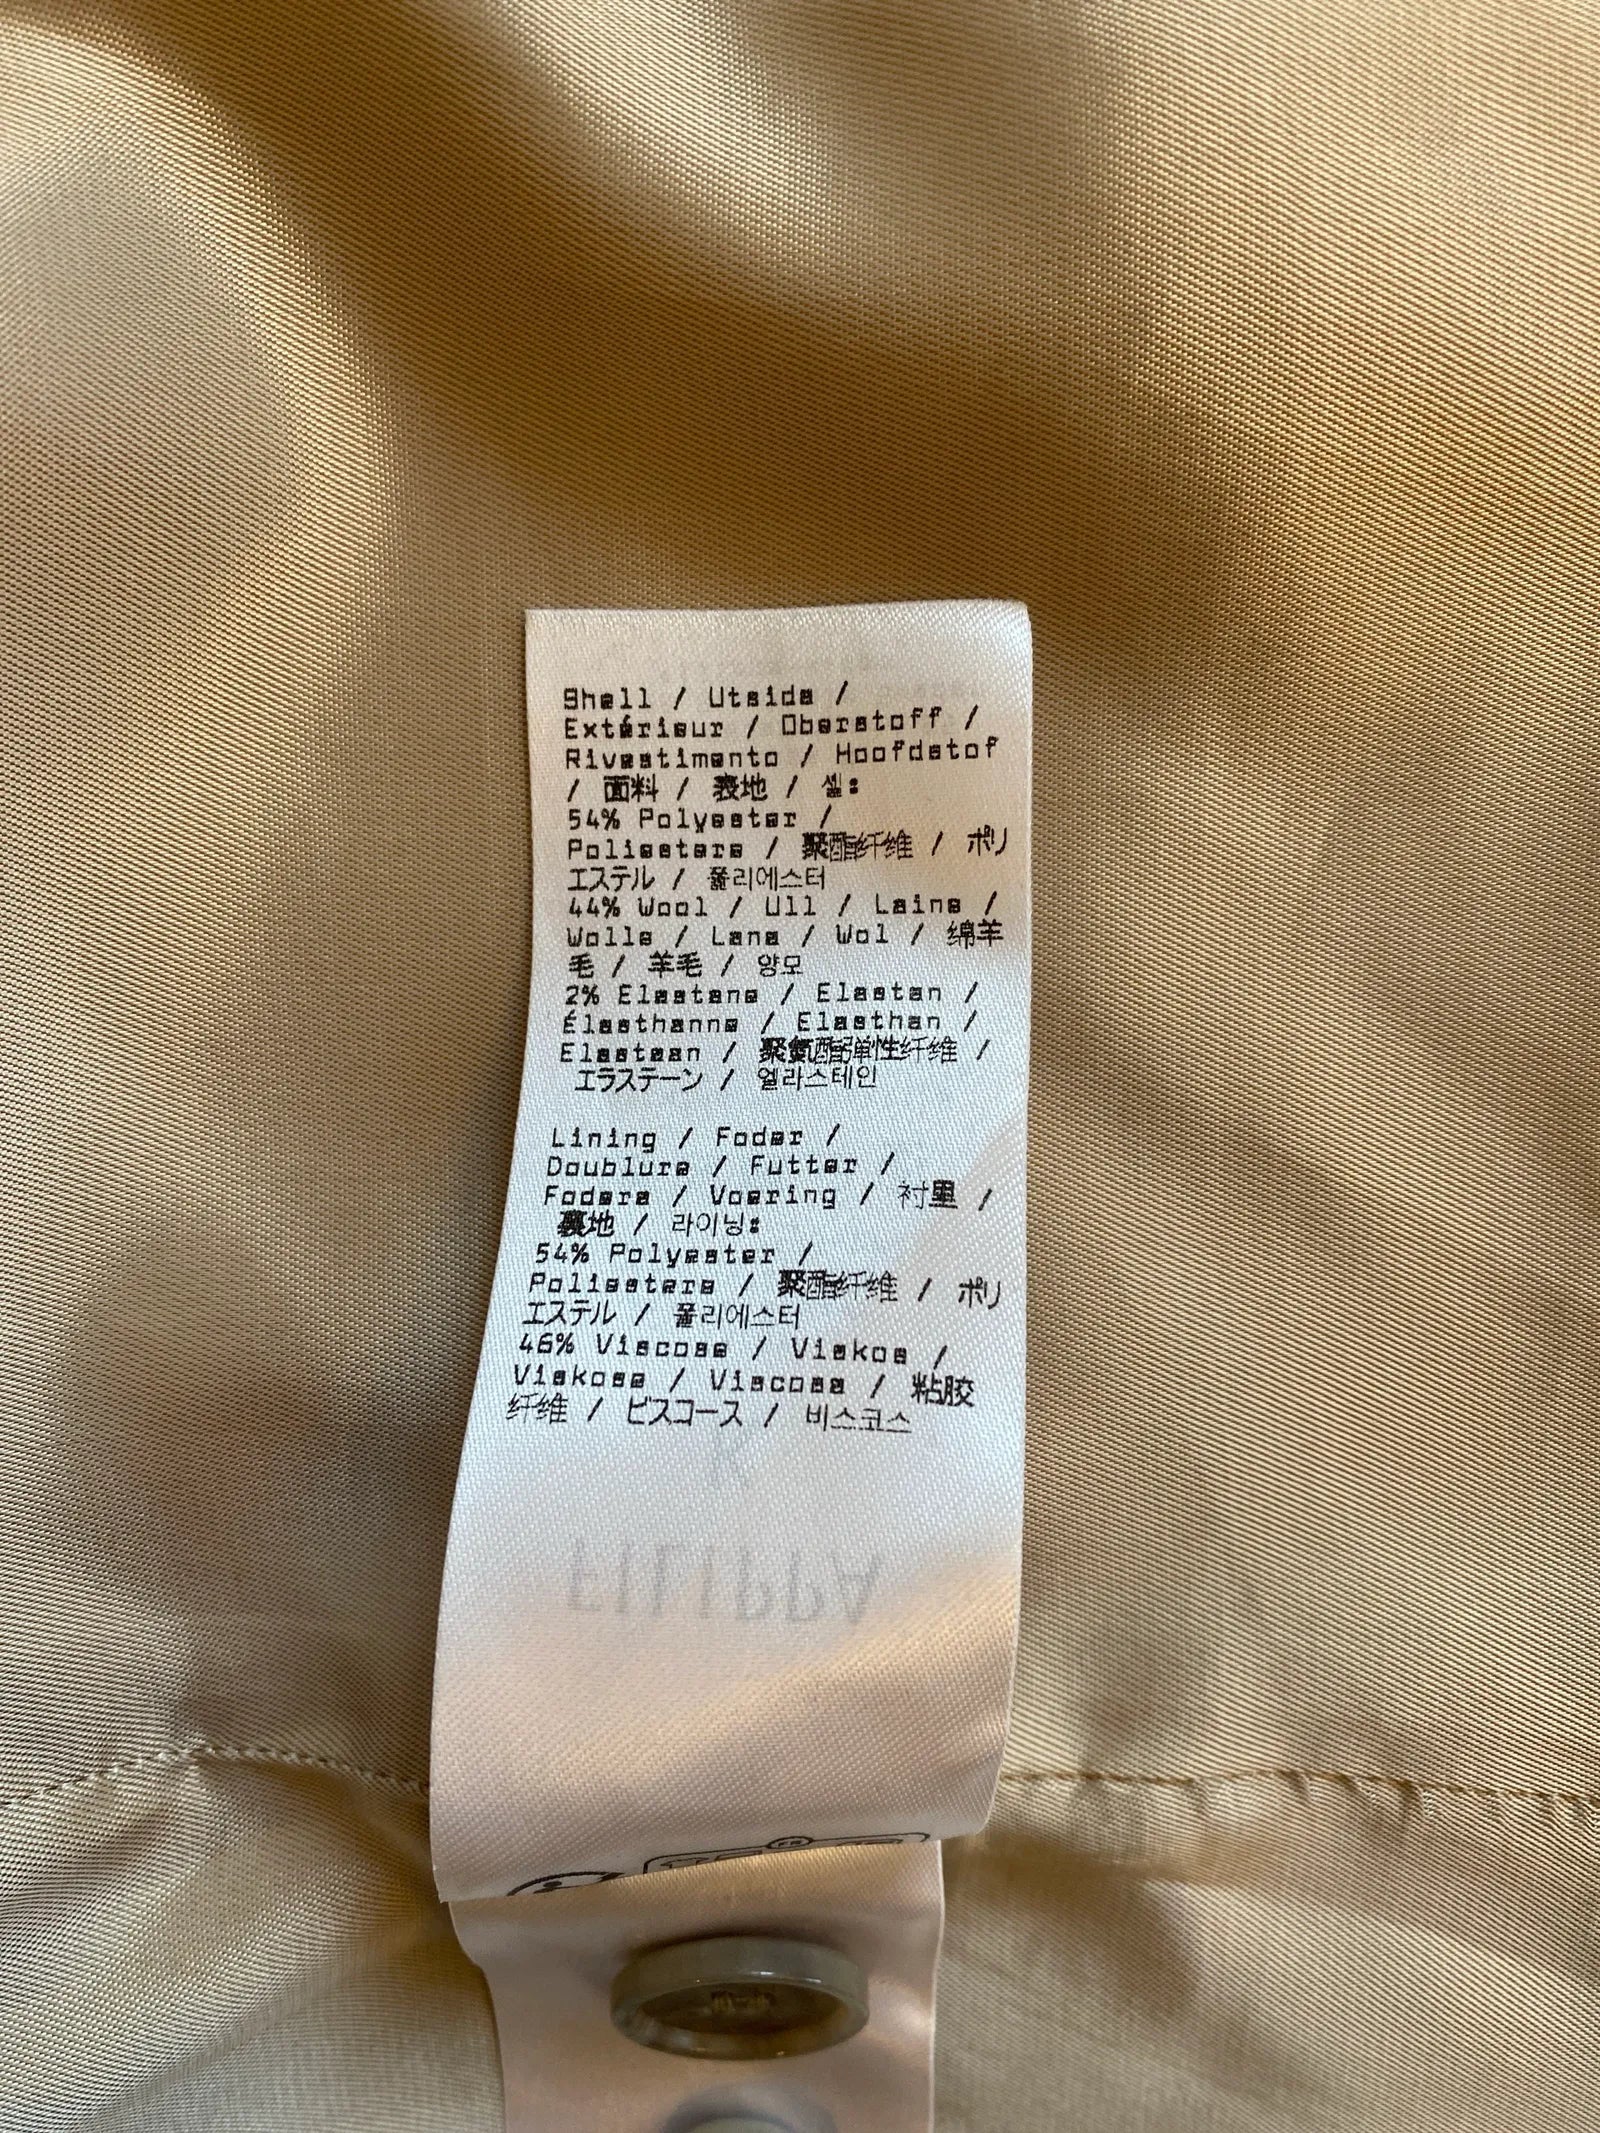 Shell / Utsida /
Extérieur / Oberstoff /
Rivestimento / Hoofdstof
/ 面料 / 表地 / 셸:
54% Polyester /
Poliestere / 聚酯纤维 / ポリ
エステル / 폴리에스터
44% Wool / Ull / Laine /
Wolle / Lana / Wol / 绵羊
毛 / 羊毛 / 양모
2% Elastane / Elastan /
Élasthanne / Elasthan /
Elastaan / 聚氨酯弹性纤维 /
エラステーン / 엘라스테인
Lining / Foder /
Doublure / Futter /
Fodera / Voering / 衬里 /
裏地 / 라이닝:
54% Polyester /
Poliestere / 聚酯纤维 / ポリ
エステル / 폴리에스터
46% Viscose / Viskos /
Viskose / Viscosa / 粘胶
纤维 / ビスコース / 비스코스
K
FILIPPA
FR